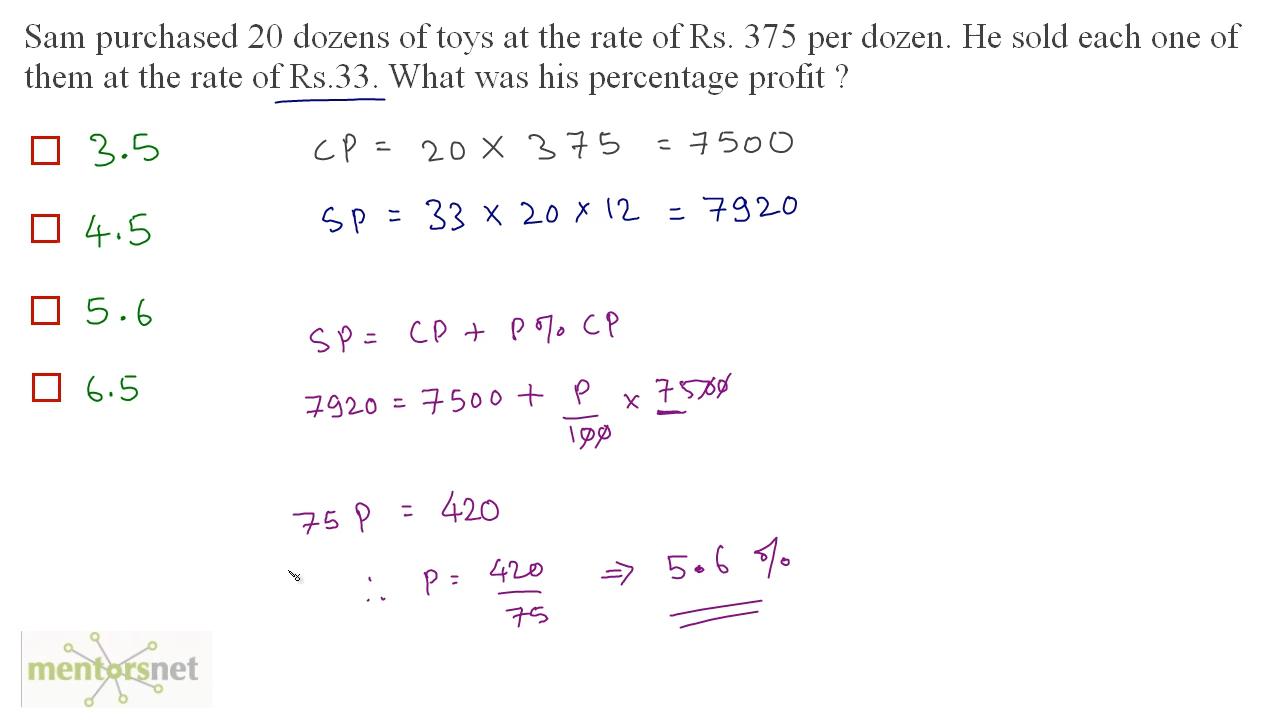 Sam purchased 20 dozens of toys at the rate of Rs. 375 per dozen. He sold each one of
them at the rate of Rs.33. What was his percentage profit ?
3.5
CP = 20 × 375 = 7500
4.5
SP = 33 × 20 × 12 = 7920
5.6
SP = CP + P% CP
6.5
7920 = 7500 + P/100 × 7500
75 P = 420
∴ P = 420/75 ⇒ 5.6 %
mentorsnet